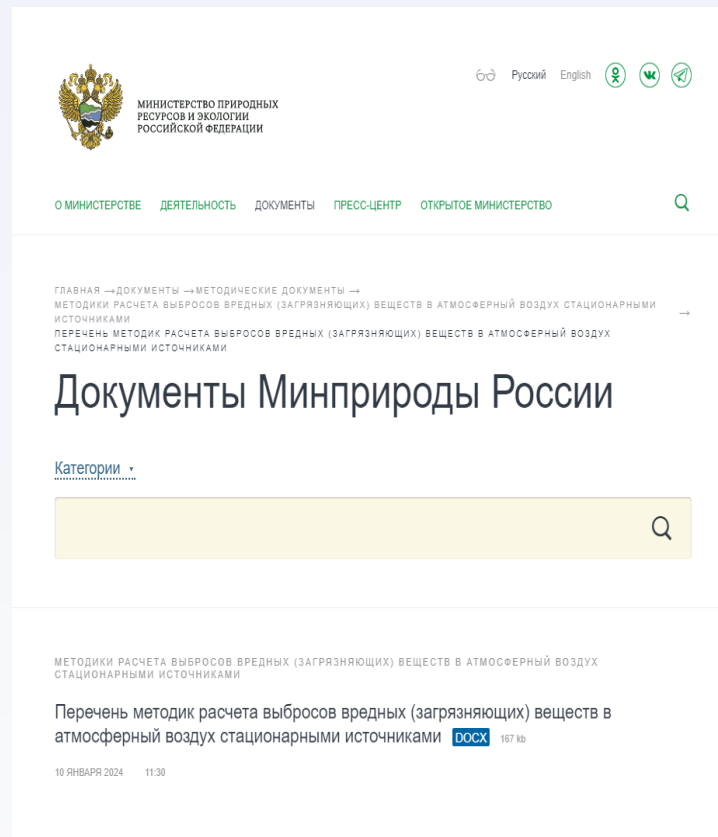 Русский English
МИНИСТЕРСТВО ПРИРОДНЫХ
РЕСУРСОВ И ЭКОЛОГИИ
РОССИЙСКОЙ ФЕДЕРАЦИИ
О МИНИСТЕРСТВЕ ДЕЯТЕЛЬНОСТЬ ДОКУМЕНТЫ ПРЕСС-ЦЕНТР ОТКРЫТОЕ МИНИСТЕРСТВО
ГЛАВНАЯ →ДОКУМЕНТЫ →МЕТОДИЧЕСКИЕ ДОКУМЕНТЫ →
МЕТОДИКИ РАСЧЕТА ВЫБРОСОВ ВРЕДНЫХ (ЗАГРЯЗНЯЮЩИХ) ВЕЩЕСТВ В АТМОСФЕРНЫЙ ВОЗДУХ СТАЦИОНАРНЫМИ
ИСТОЧНИКАМИ →
ПЕРЕЧЕНЬ МЕТОДИК РАСЧЕТА ВЫБРОСОВ ВРЕДНЫХ (ЗАГРЯЗНЯЮЩИХ) ВЕЩЕСТВ В АТМОСФЕРНЫЙ ВОЗДУХ
СТАЦИОНАРНЫМИ ИСТОЧНИКАМИ
Документы Минприроды России
Категории
МЕТОДИКИ РАСЧЕТА ВЫБРОСОВ ВРЕДНЫХ (ЗАГРЯЗНЯЮЩИХ) ВЕЩЕСТВ В АТМОСФЕРНЫЙ ВОЗДУХ
СТАЦИОНАРНЫМИ ИСТОЧНИКАМИ
Перечень методик расчета выбросов вредных (загрязняющих) веществ в
атмосферный воздух стационарными источниками DOCX 167 kb
10 ЯНВАРЯ 2024 11:30